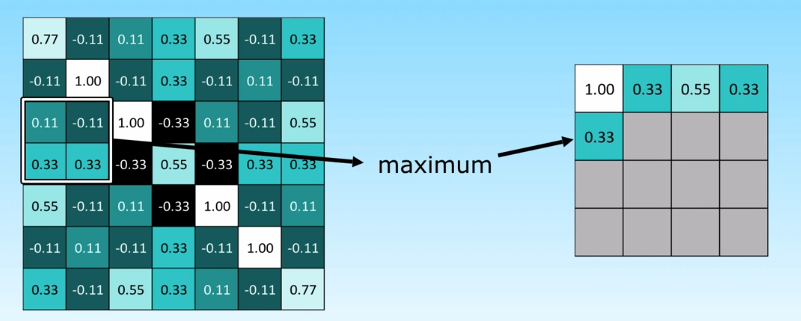 0.77 -0.11 0.11 0.33 0.55 -0.11 0.33
-0.11 1.00 -0.11 0.33 -0.11 0.11 -0.11
0.11 -0.11 1.00 -0.33 0.11 -0.11 0.55
0.33 0.33 -0.33 0.55 -0.33 0.33 0.33
0.55 -0.11 0.11 -0.33 1.00 -0.11 0.11
-0.11 0.11 -0.11 0.33 -0.11 1.00 -0.11
0.33 -0.11 0.55 0.33 0.11 -0.11 0.77
maximum
1.00 0.33 0.55 0.33
0.33